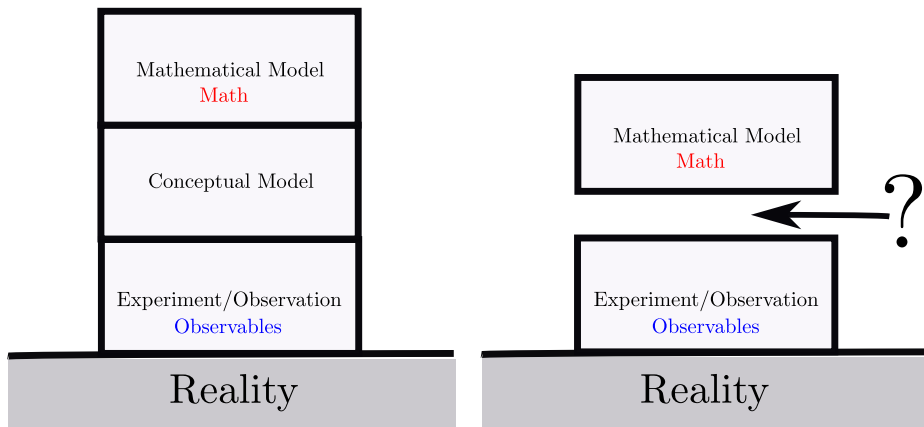 Mathematical Model
Math
Conceptual Model
Experiment/Observation
Observables
Reality
Mathematical Model
Math
?
Experiment/Observation
Observables
Reality